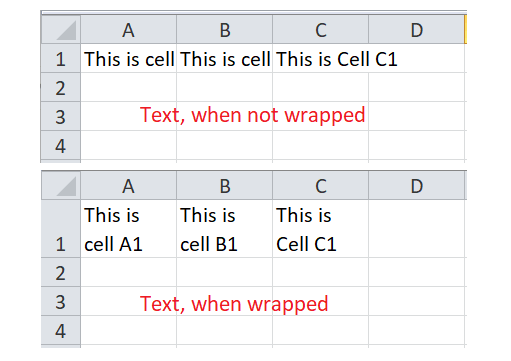 A B C D
1 This is cell This is cell This is Cell C1
2
3 Text, when not wrapped
4
A B C D
This is This is This is
1 cell A1 cell B1 Cell C1
2
3 Text, when wrapped
4